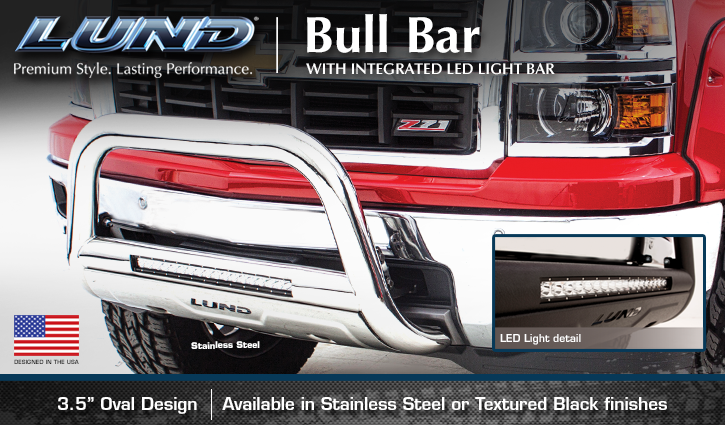 LUND®
Premium Style. Lasting Performance.
Bull Bar
WITH INTEGRATED LED LIGHT BAR
Z71
LUND
Stainless Steel
LUND
LED Light detail
DESIGNED IN THE USA
3.5” Oval Design
Available in Stainless Steel or Textured Black finishes